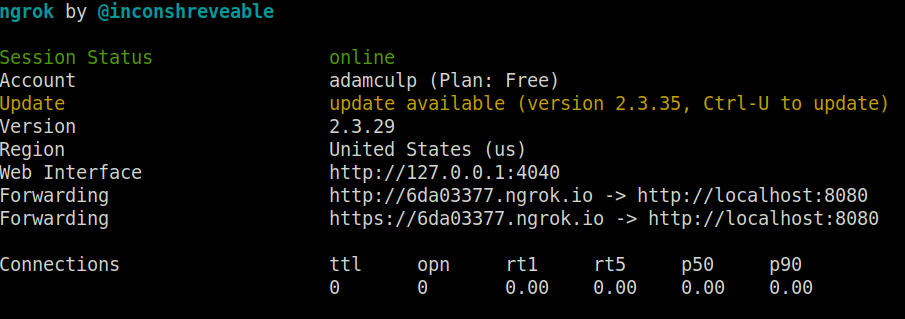 ngrok by @inconshreveable
Session Status online
Account adamculp (Plan: Free)
Update update available (version 2.3.35, Ctrl-U to update)
Version 2.3.29
Region United States (us)
Web Interface http://127.0.0.1:4040
Forwarding http://6da03377.ngrok.io -> http://localhost:8080
Forwarding https://6da03377.ngrok.io -> http://localhost:8080
Connections ttl opn rt1 rt5 p50 p90
0 0 0.00 0.00 0.00 0.00